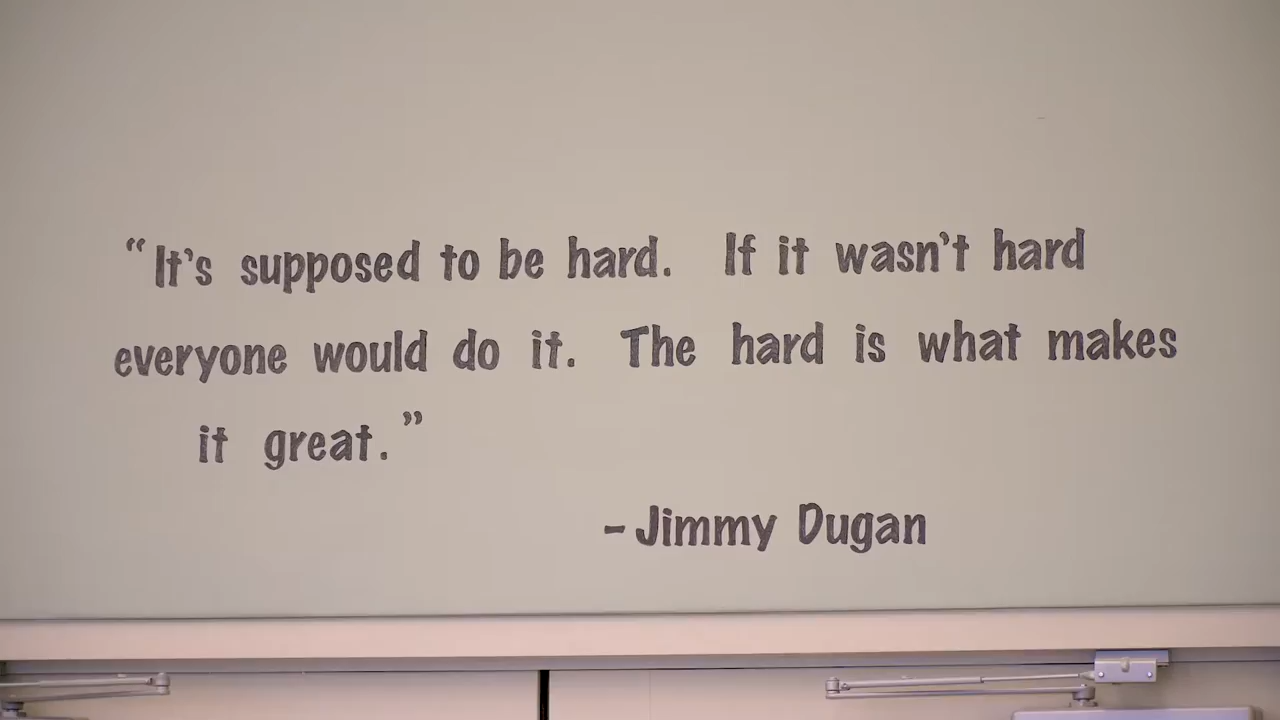 “It’s supposed to be hard. If it wasn’t hard
everyone would do it. The hard is what makes
it great.”
-Jimmy Dugan